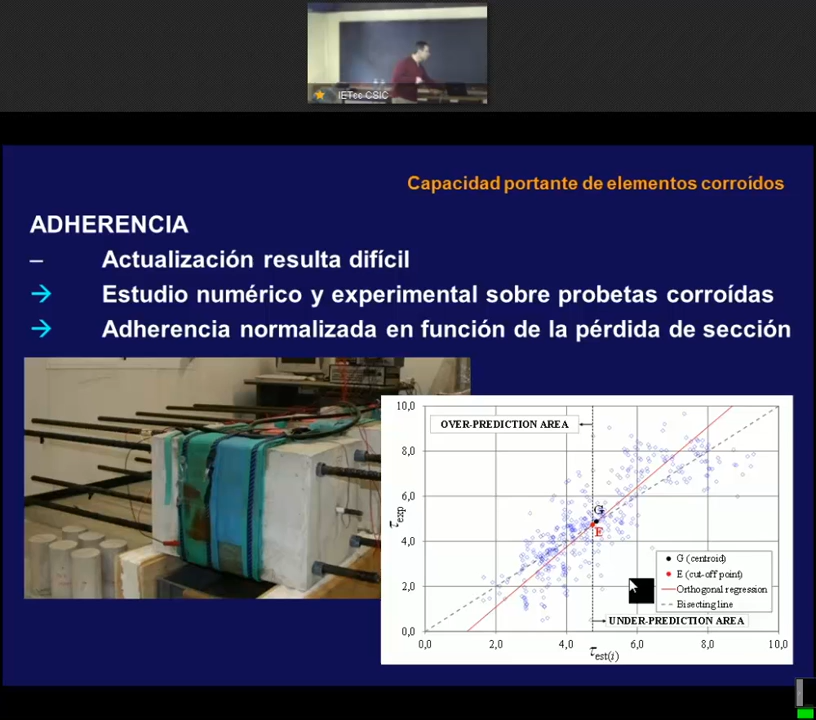 IETcc CSIC
Capacidad portante de elementos corroídos
ADHERENCIA
– Actualización resulta difícil
→ Estudio numérico y experimental sobre probetas corroídas
→ Adherencia normalizada en función de la pérdida de sección
10,0
8,0
6,0
4,0
2,0
0,0
τexp
OVER-PREDICTION AREA
G
E
G (centroid)
E (cut-off point)
Orthogonal regression
Bisecting line
UNDER-PREDICTION AREA
0,0 2,0 4,0 6,0 8,0 10,0
τest(i)